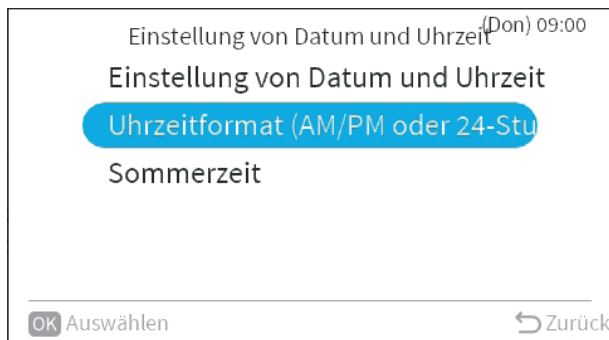 Einstellung von Datum und Uhrzeit
(Don) 09:00
Einstellung von Datum und Uhrzeit
Uhrzeitformat (AM/PM oder 24-Stu
Sommerzeit
OK Auswählen
Zurück